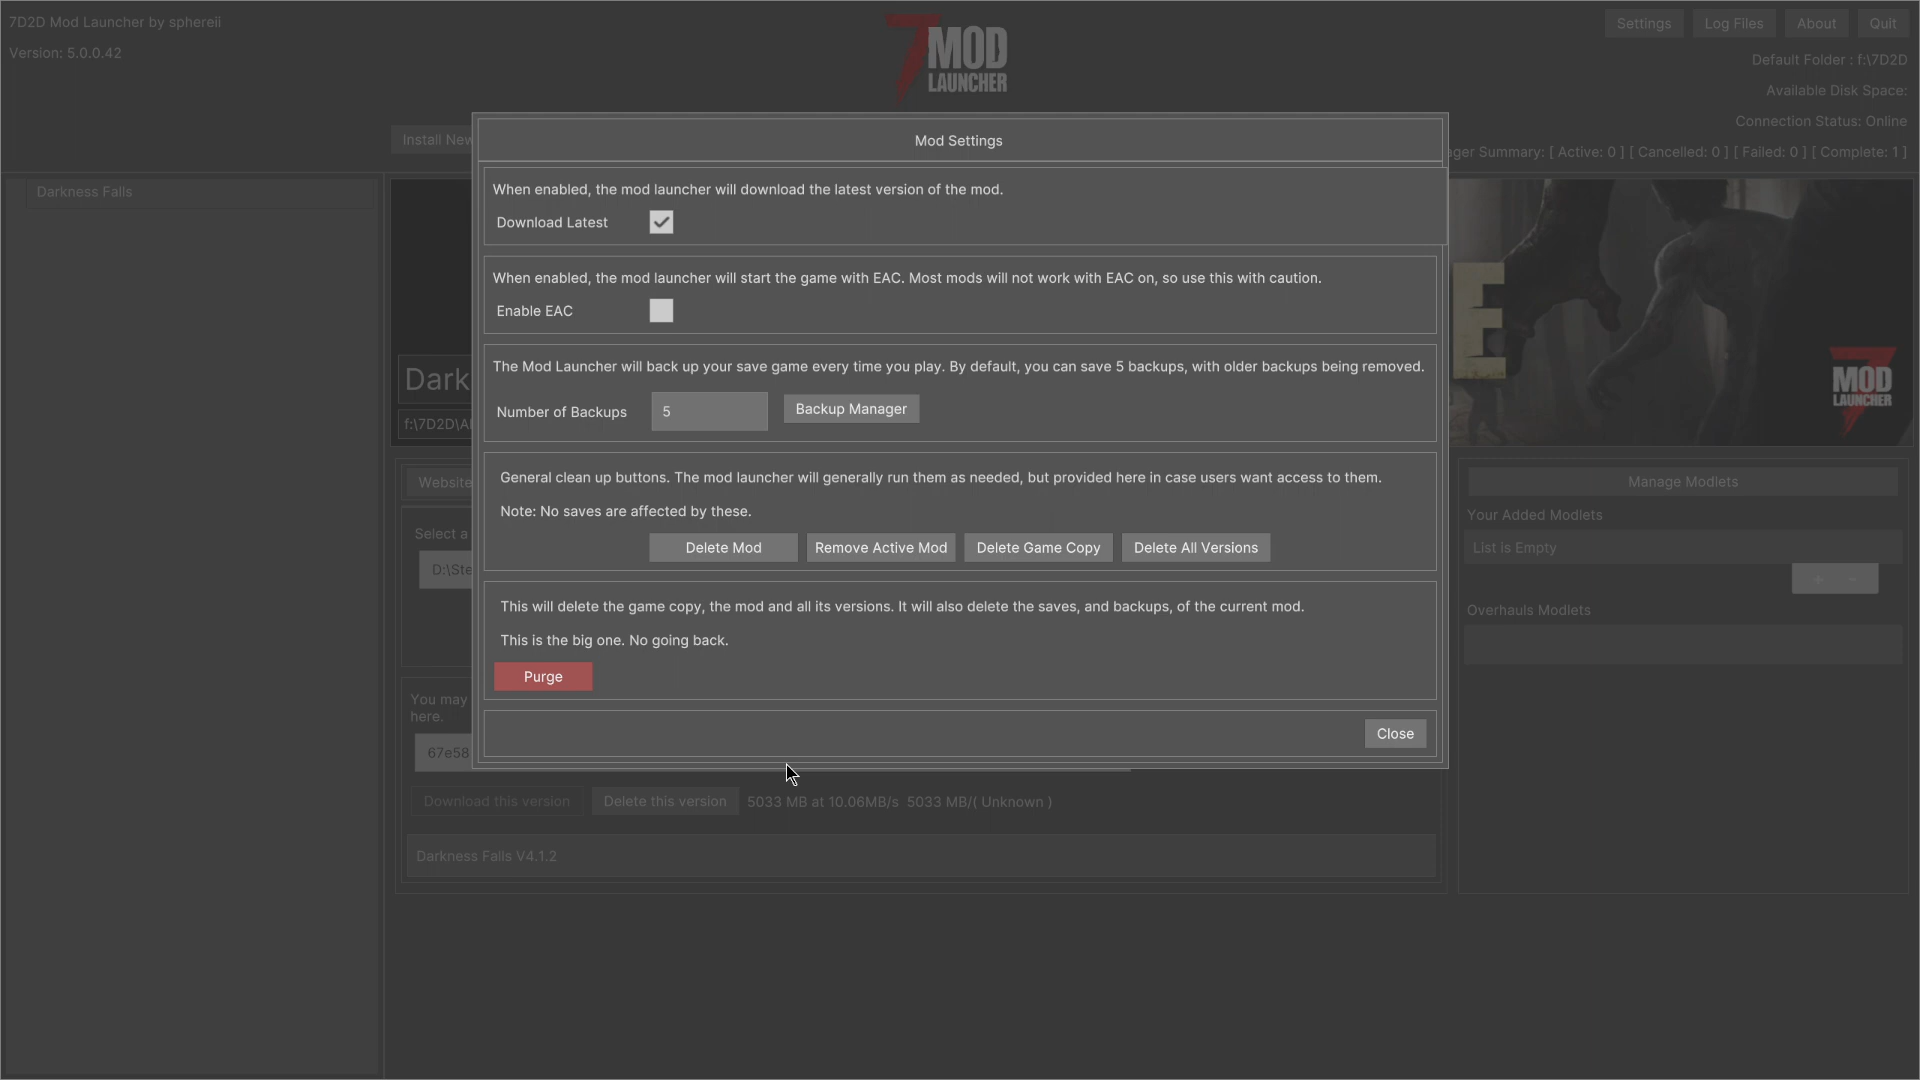 7D2D Mod Launcher by sphereii
Version: 5.0.0.42
7 MOD
LAUNCHER
Settings
Log Files
About
Quit
Default Folder : f:\7D2D
Available Disk Space:
Connection Status: Online
ager Summary: [ Active: 0 ] [ Cancelled: 0 ] [ Failed: 0 ] [ Complete: 1 ]
Install New
Darkness Falls
Mod Settings
When enabled, the mod launcher will download the latest version of the mod.
Download Latest
When enabled, the mod launcher will start the game with EAC. Most mods will not work with EAC on, so use this with caution.
Enable EAC
The Mod Launcher will back up your save game every time you play. By default, you can save 5 backups, with older backups being removed.
Number of Backups
5
Backup Manager
General clean up buttons. The mod launcher will generally run them as needed, but provided here in case users want access to them.
Note: No saves are affected by these.
Delete Mod
Remove Active Mod
Delete Game Copy
Delete All Versions
This will delete the game copy, the mod and all its versions. It will also delete the saves, and backups, of the current mod.
This is the big one. No going back.
Purge
Close
E
7 MOD
LAUNCHER
Dark
f:\7D2D\Al
Website
Select a
D:\Ste
You may
here.
67e58
Download this version
Delete this version
5033 MB at 10.06MB/s 5033 MB/( Unknown )
Darkness Falls V4.1.2
Manage Modlets
Your Added Modlets
List is Empty
+ -
Overhauls Modlets